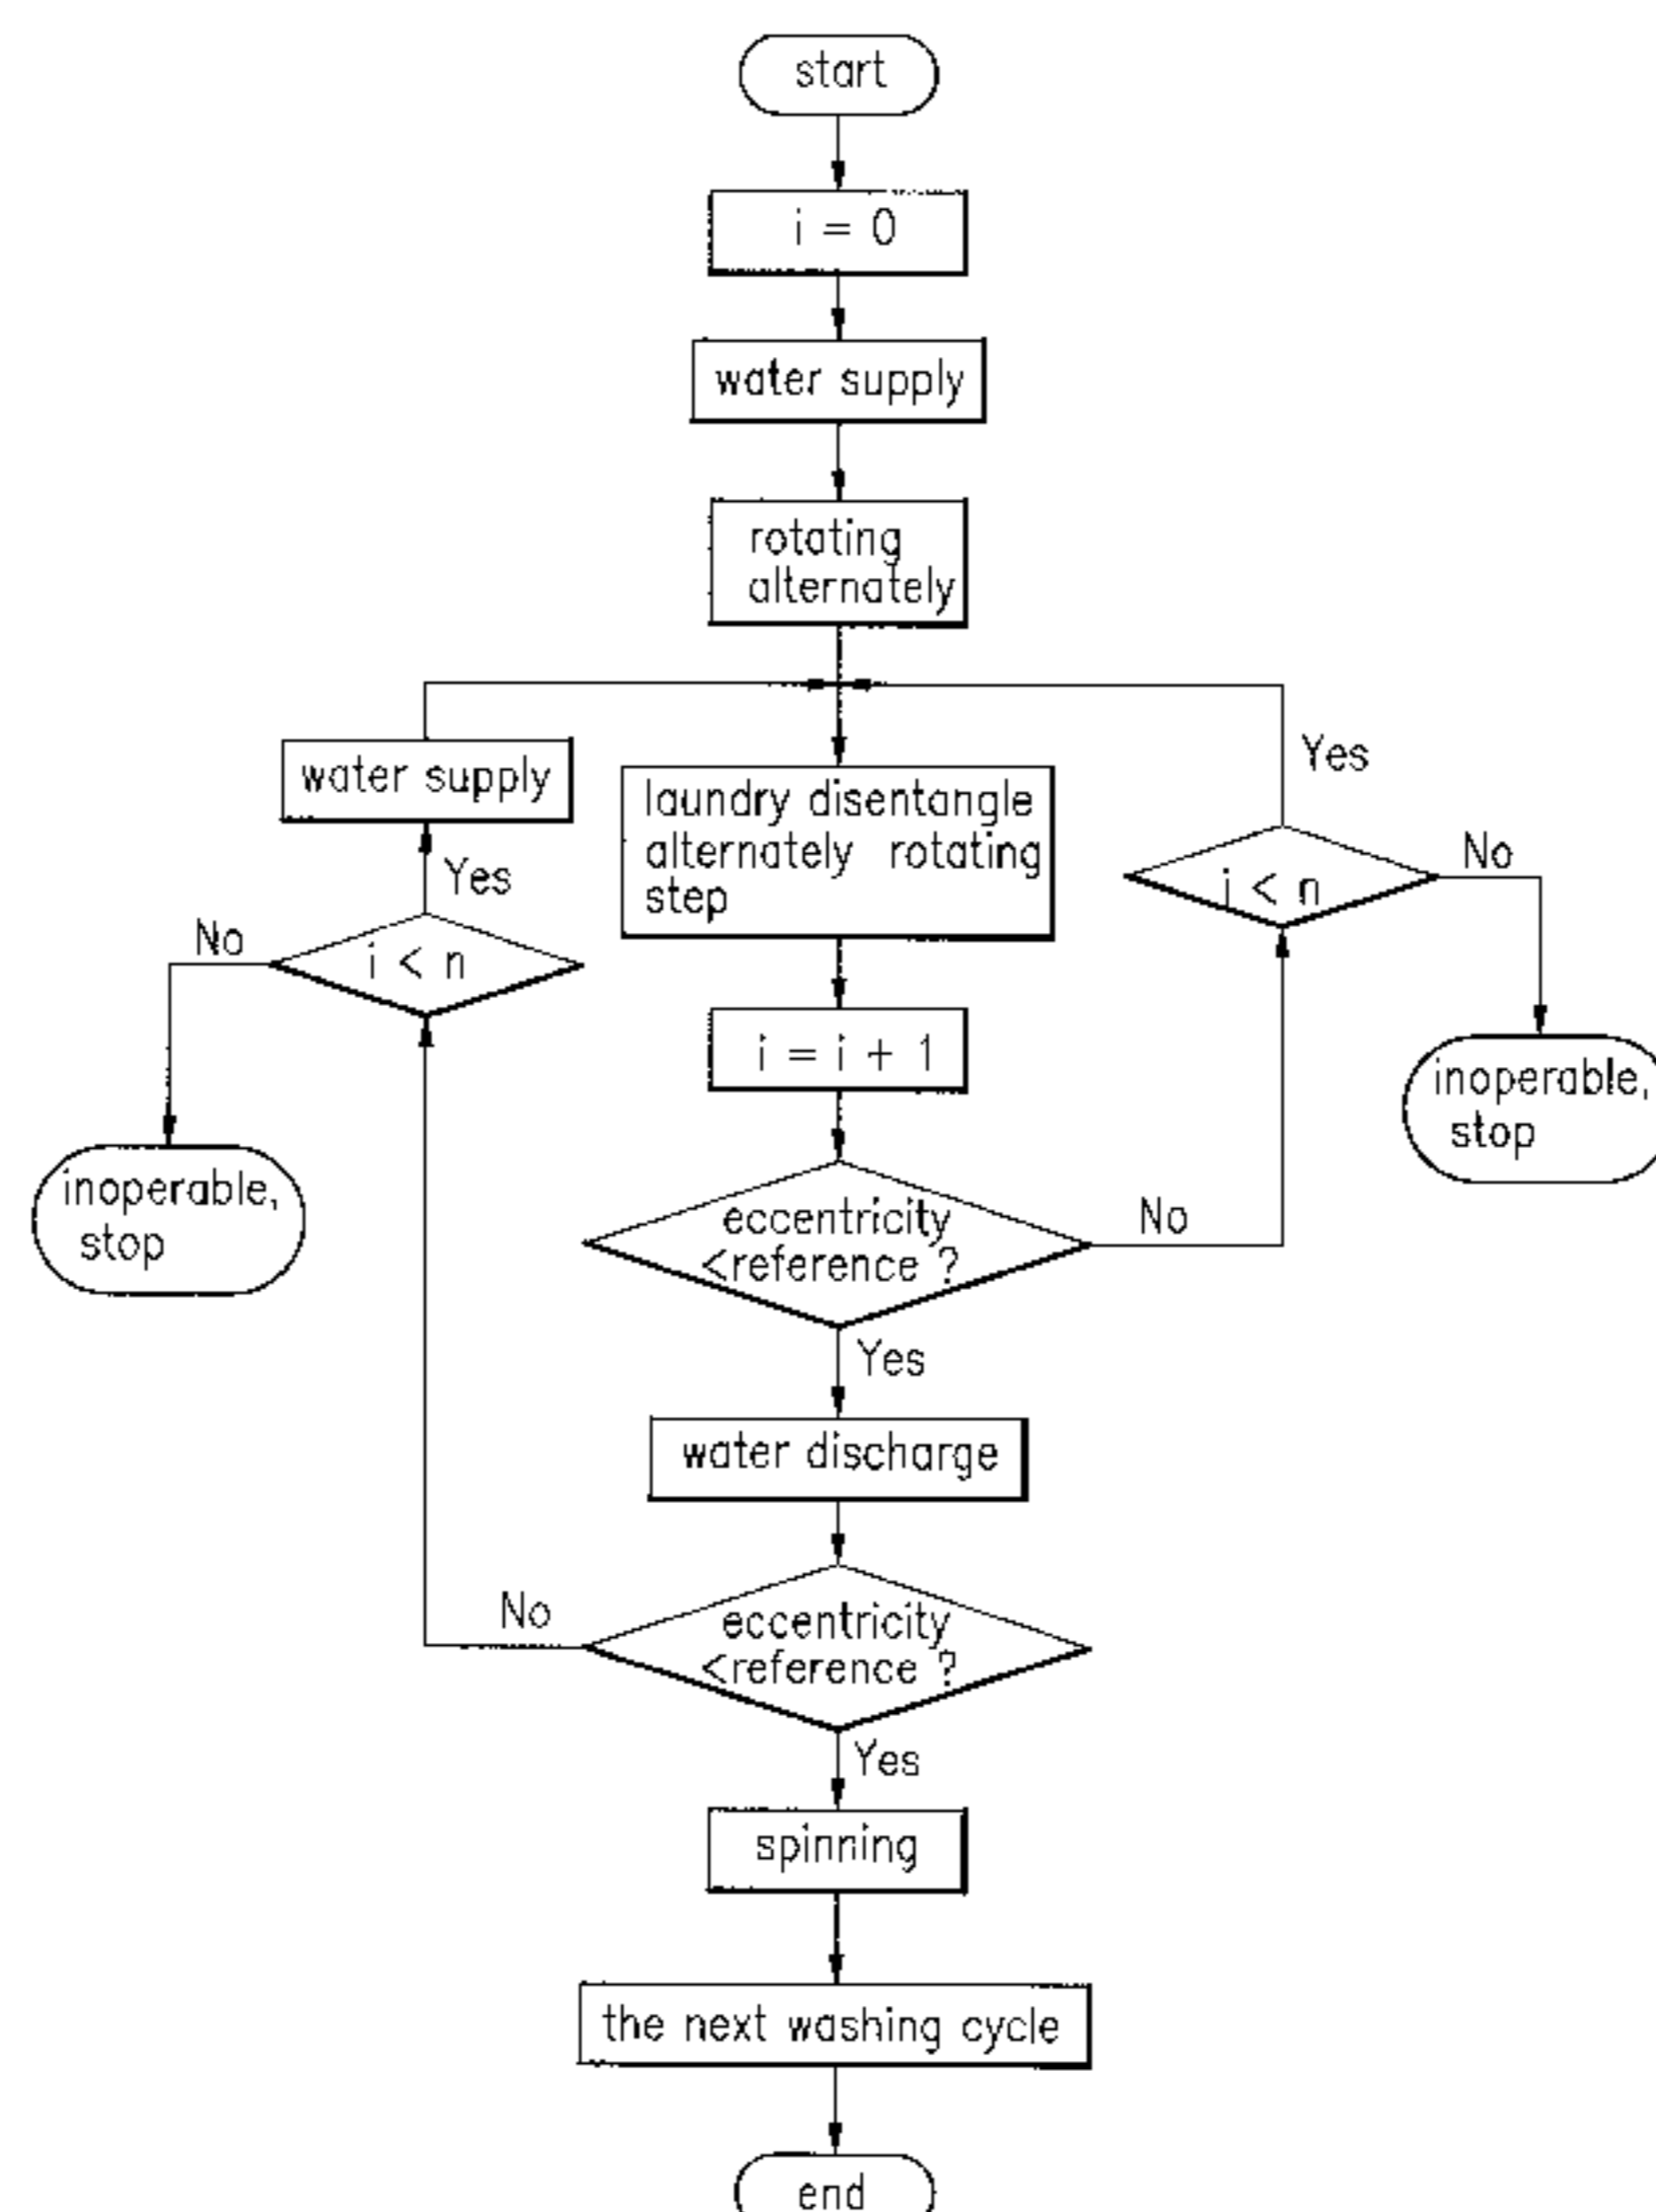 start
i = 0
water supply
rotating
alternately
water supply
Yes
No
i < n
inoperable,
stop
laundry disentangle
alternately rotating
step
Yes
i < n
No
inoperable,
stop
i = i + 1
eccentricity
<reference ?
No
Yes
water discharge
eccentricity
<reference ?
No
Yes
spinning
the next washing cycle
end